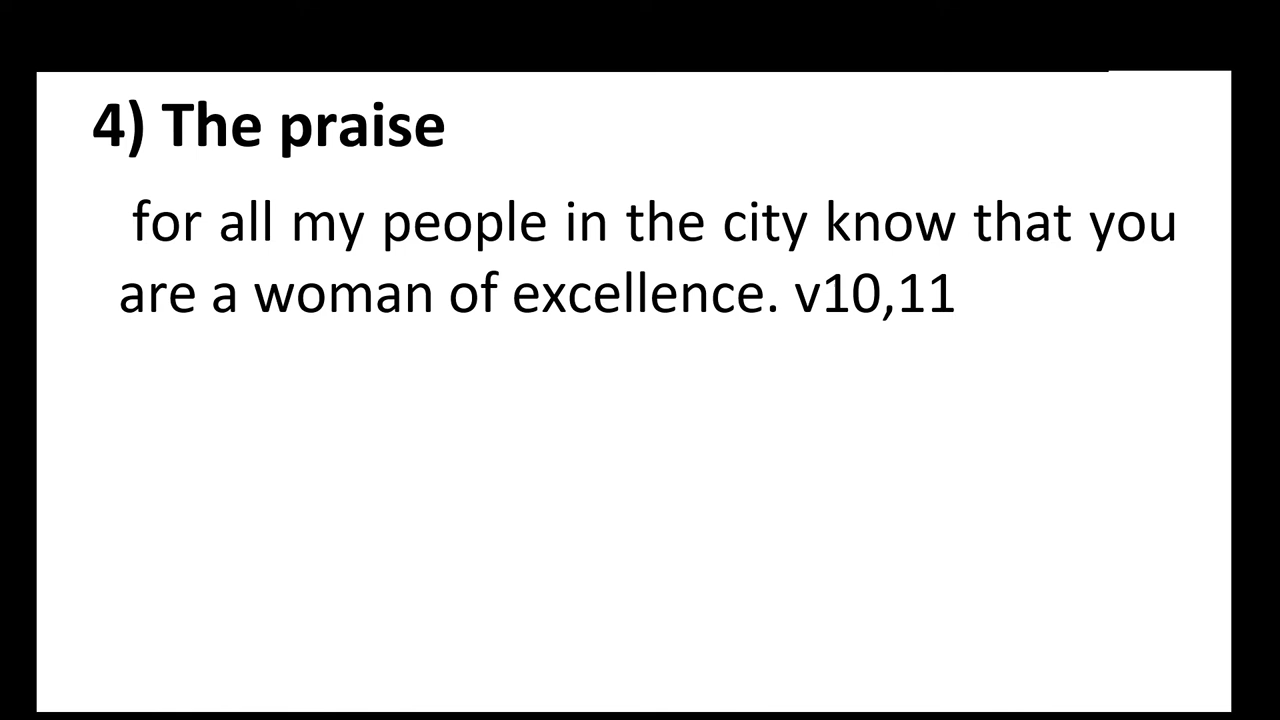 4) The praise
for all my people in the city know that you
are a woman of excellence. v10,11